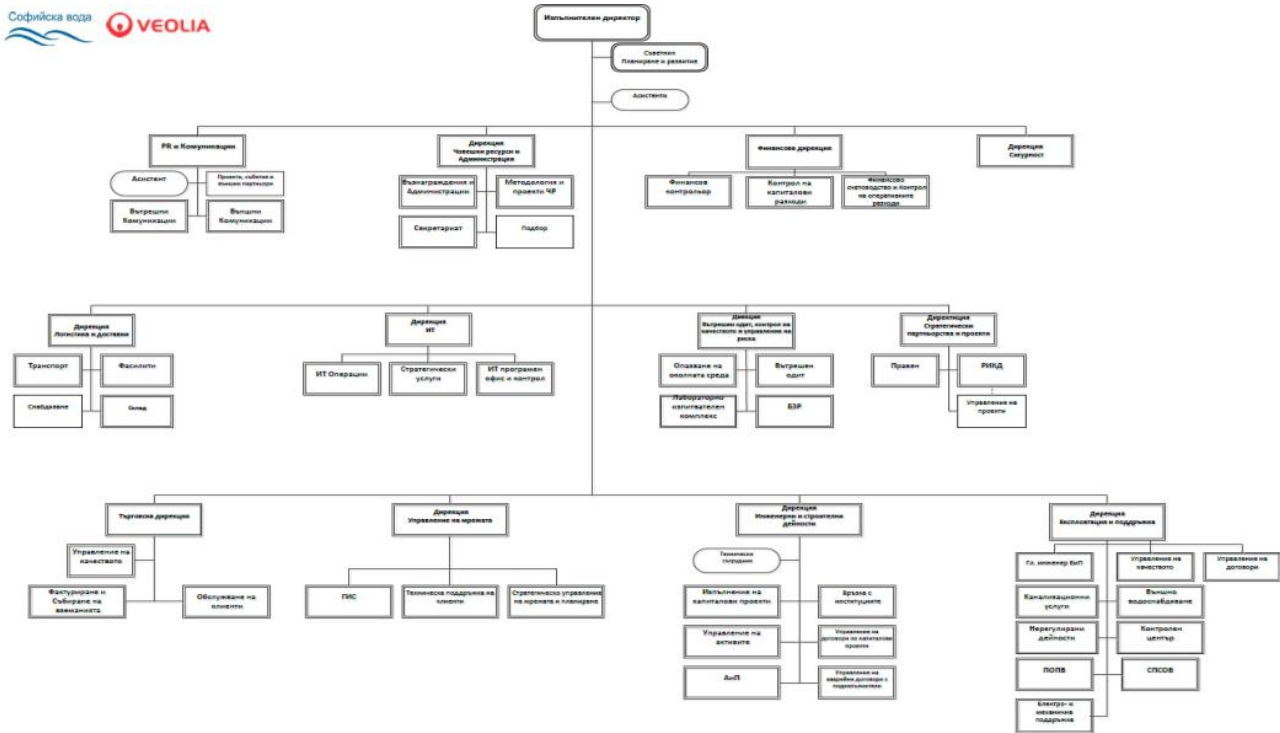 Софийска вода
VEOLIA
Изпълнителен директор
Съветник
Планиране и развитие
Асистенти
PR и Комуникации
Дирекция
Човешки ресурси и
Администрация
Финансова дирекция
Дирекция
Сигурност
Асистент
Проекти, събития и
външни партньори
Вътрешни
Комуникации
Външни
Комуникации
Възнаграждения и
Администрация
Методология и
проекти ЧР
Секретариат
Подбор
Финансов
контрольор
Контрол на
капиталови
разходи
Финансово
счетоводство и Контрол
на оперативните
разходи
Дирекция
Логистика и доставки
Дирекция
ИТ
Вътрешен одит, контрол на
качеството и управление на
риска
Стратегически
партньорства и проекти
Транспорт
Фасилити
Снабдяване
Склад
ИТ Операции
Стратегически
услуги
ИТ програмен
офис и контрол
Опазване на
околната среда
Вътрешен
одит
Лабораторно
изпитвателен
комплекс
БЗР
Правен
РИКД
Управление на
проекти
Търговска дирекция
Дирекция
Управление на мрежата
Дирекция
Инженерни и строителни
дейности
Дирекция
Експлоатация и поддръжка
Управление на
качеството
Фактуриране и
Събиране на
вземанията
Обслужване на
клиенти
ГИС
Техническа поддръжка на
клиенти
Стратегическо управление
на мрежата и планиране
Технически
сътрудник
Изпълнение на
капиталови проекти
Връзка с
институциите
Управление на
активите
Управление на
договори по капиталови
проекти
АиП
Управление на
аварийни договори с
подизпълнители
Гл. инженер ЕиП
Управление на
качеството
Управление на
договори
Канализационни
услуги
Външно
водоснабдяване
Нерегулирани
дейности
Контролен
център
ПОПВ
СПСОВ
Електро- и
механична
поддръжка